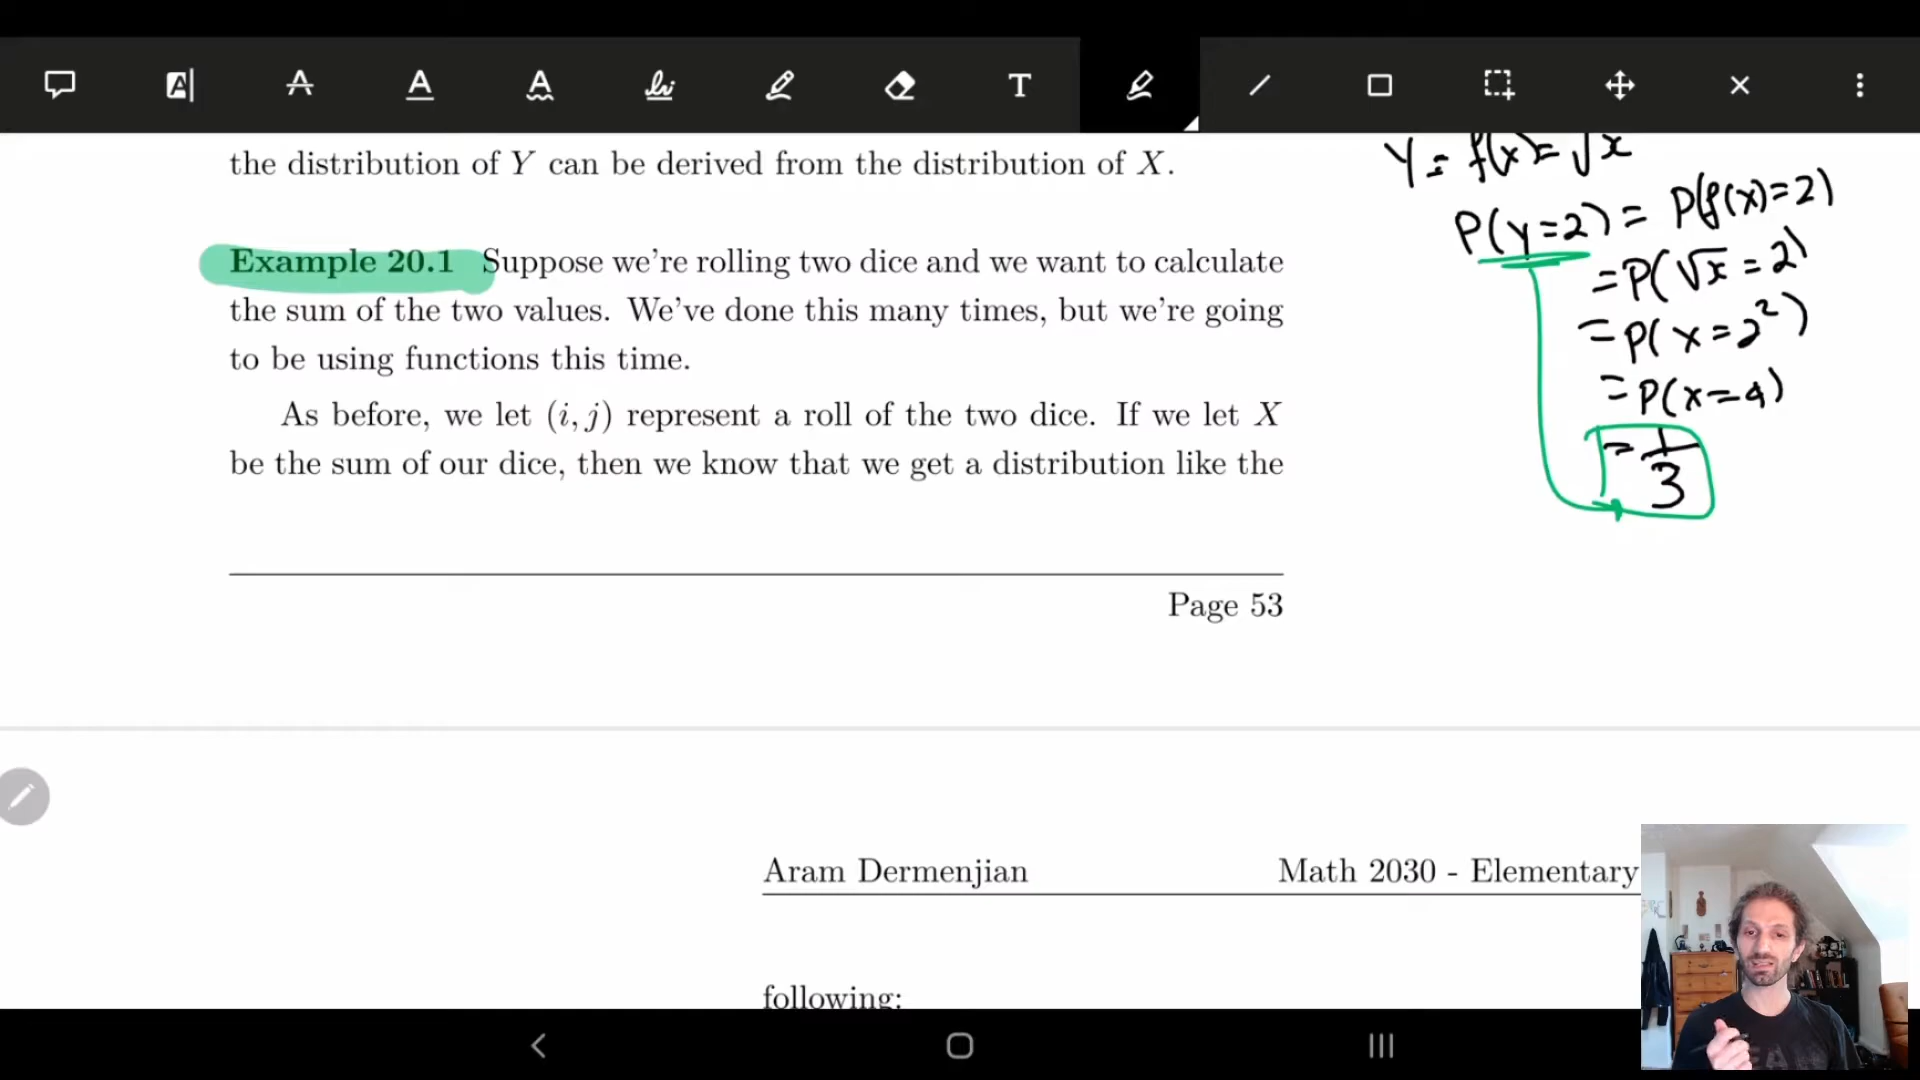 the distribution of Y can be derived from the distribution of X.
Example 20.1 Suppose we're rolling two dice and we want to calculate
the sum of the two values. We've done this many times, but we're going
to be using functions this time.
As before, we let (i, j) represent a roll of the two dice. If we let X
be the sum of our dice, then we know that we get a distribution like the
Page 53
Y = f(x) = √x
P(Y=2) = P(f(x)=2)
= P(√x = 2)
= P(x = 2²)
= P(x=4)
= 1/3
Aram Dermenjian Math 2030 - Elementary
following: